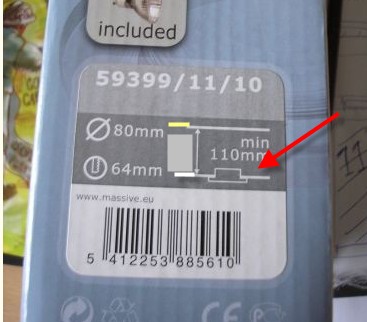 included
59399/11/10
80mm
min
110mm
64mm
www.massive.eu
5 412253 885610
CE